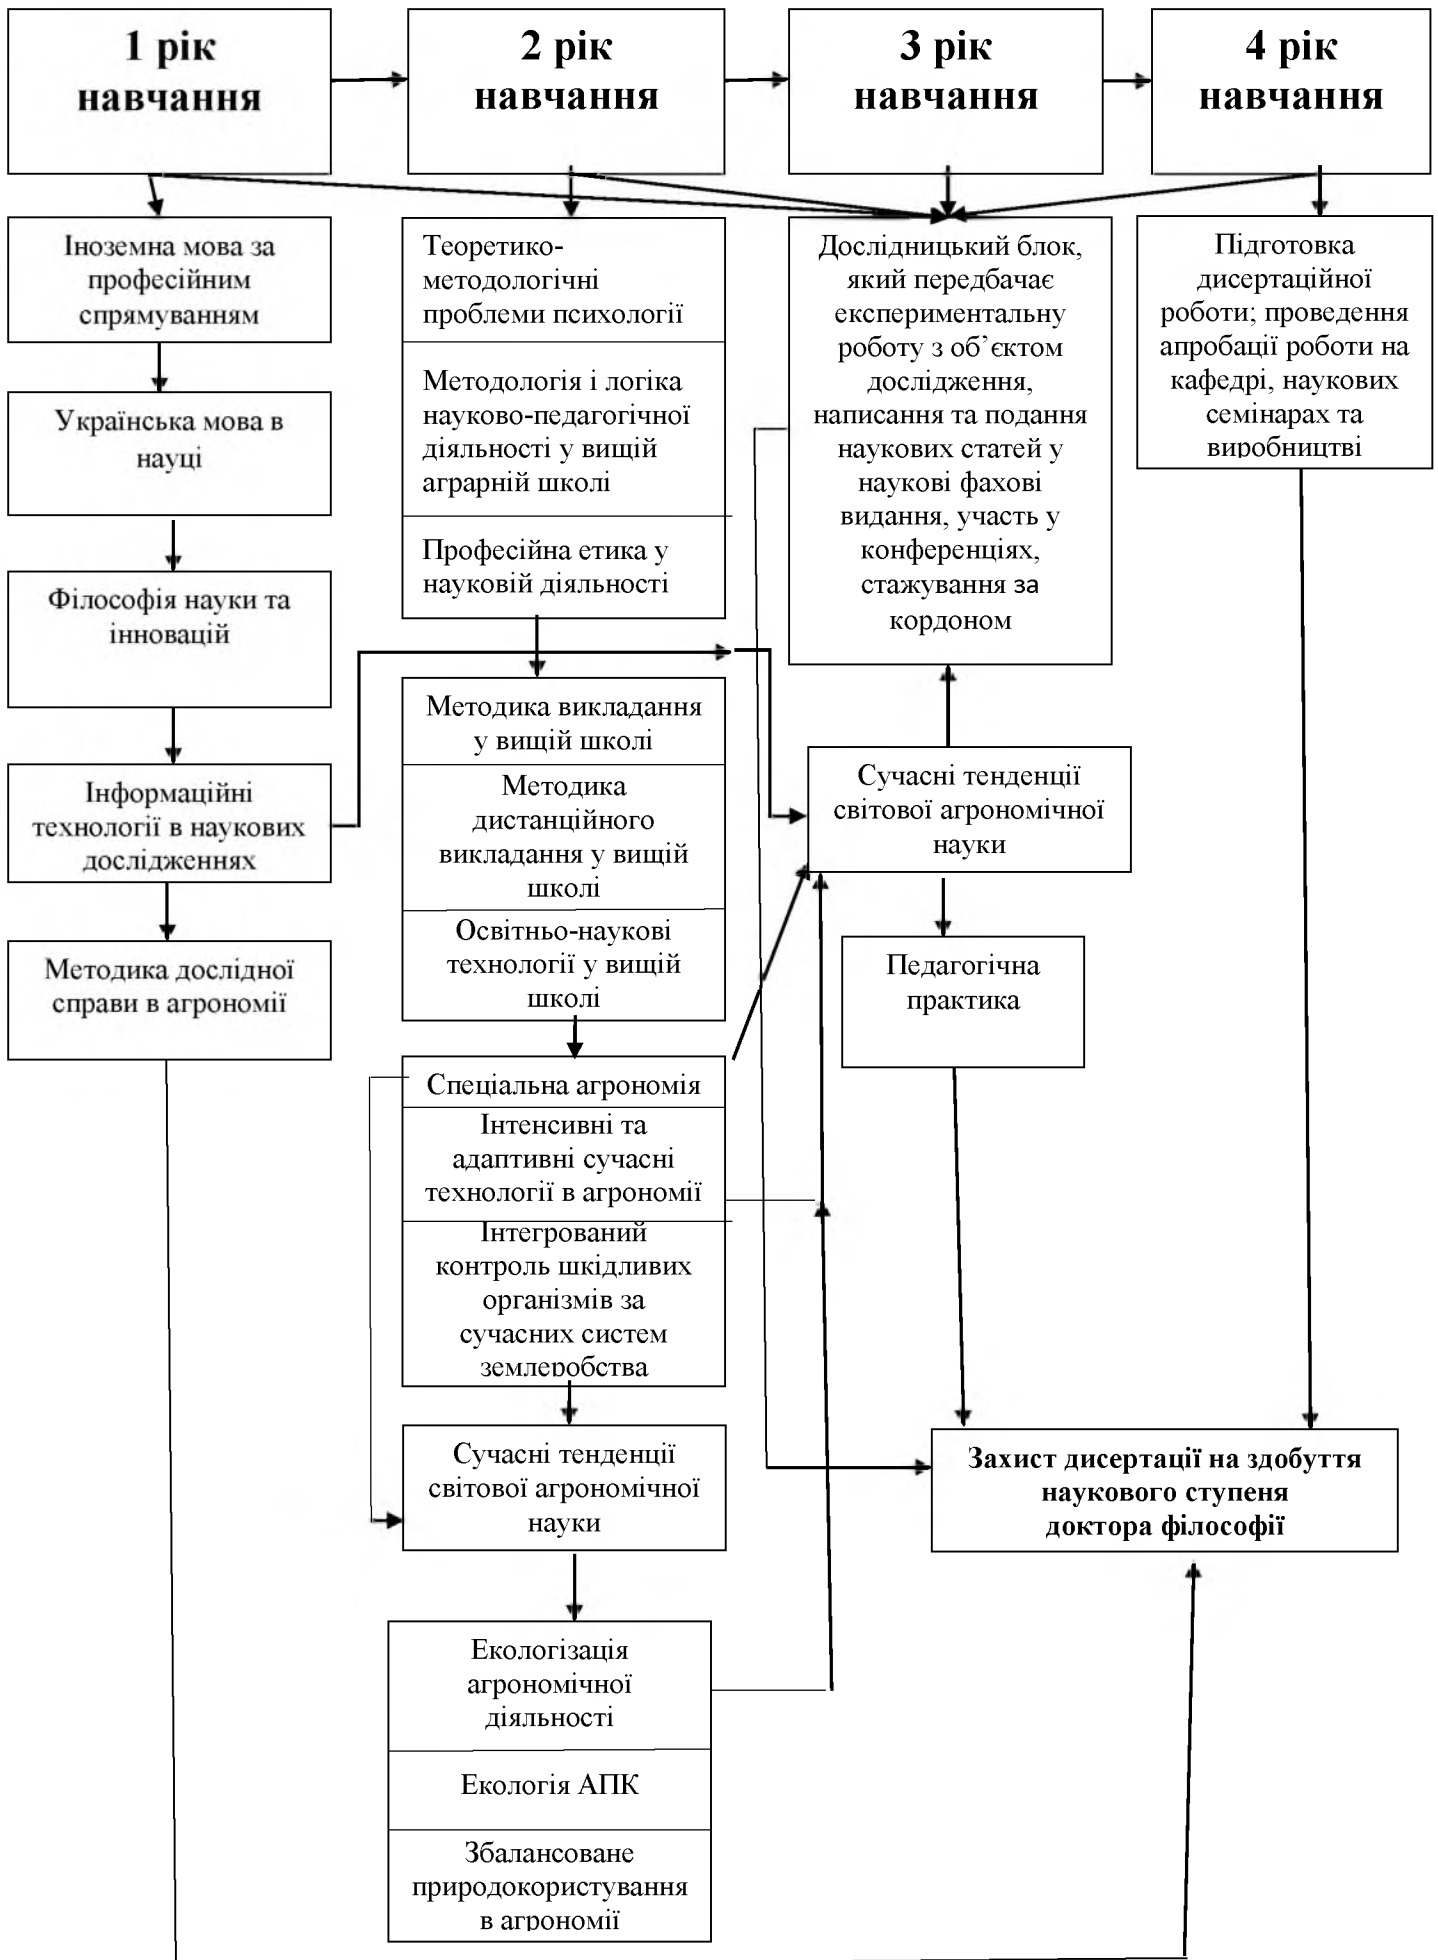 1 рік
навчання
2 рік
навчання
3 рік
навчання
4 рік
навчання
Іноземна мова за
професійним
спрямуванням
Українська мова в
науці
Філософія науки та
інновацій
Інформаційні
технології в наукових
дослідженнях
Методика дослідної
справи в агрономії
Теоретико-
методологічні
проблеми психології
Методологія і логіка
науково-педагогічної
діяльності у вищій
аграрній школі
Професійна етика у
науковій діяльності
Методика викладання
у вищій школі
Методика
дистанційного
викладання у вищій
школі
Освітньо-наукові
технології у вищій
школі
Спеціальна агрономія
Інтенсивні та
адаптивні сучасні
технології в агрономії
Інтегрований
контроль шкідливих
організмів за
сучасних систем
землеробства
Сучасні тенденції
світової агрономічної
науки
Екологізація
агрономічної
діяльності
Екологія АПК
Збалансоване
природокористування
в агрономії
Дослідницький блок,
який передбачає
експериментальну
роботу з об’єктом
дослідження,
написання та подання
наукових статей у
наукові фахові
видання, участь у
конференціях,
стажування за
кордоном
Сучасні тенденції
світової агрономічної
науки
Педагогічна
практика
Підготовка
дисертаційної
роботи; проведення
апробації роботи на
кафедрі, наукових
семінарах та
виробництві
Захист дисертації на здобуття
наукового ступеня
доктора філософії